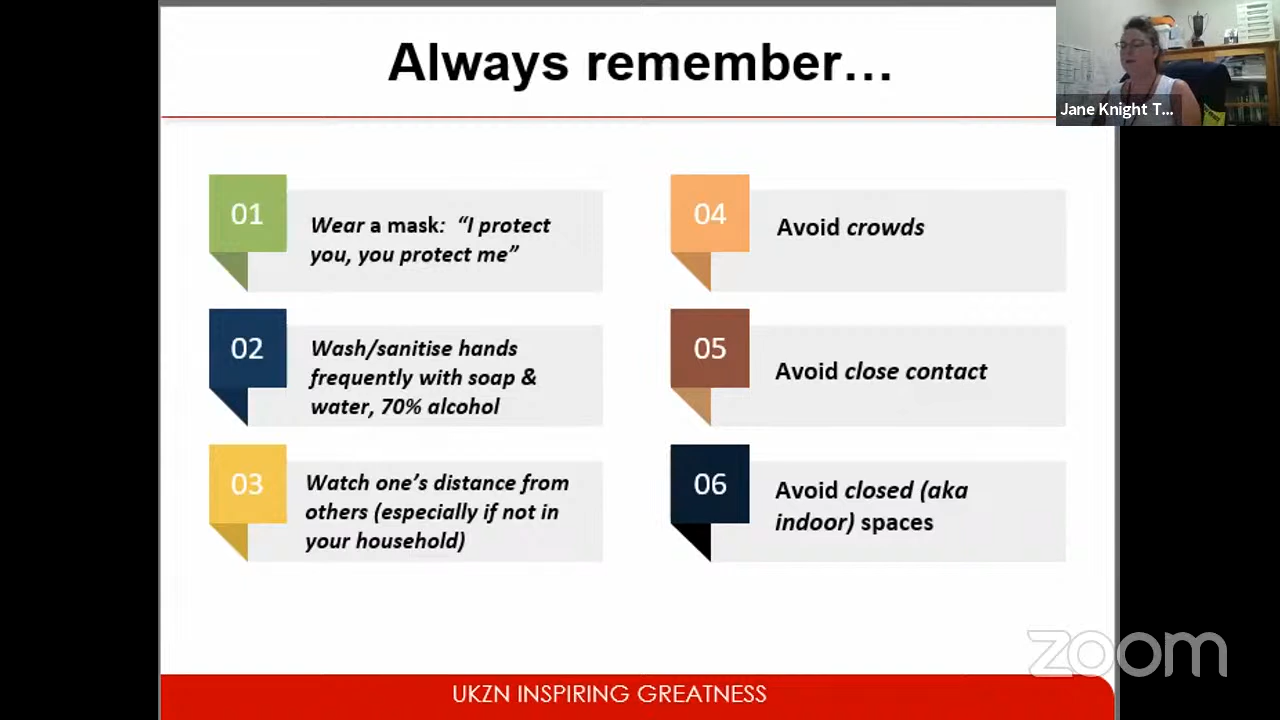 Always remember…
Jane Knight T...
01
Wear a mask: “I protect
you, you protect me”
02
Wash/sanitise hands
frequently with soap &
water, 70% alcohol
03
Watch one’s distance from
others (especially if not in
your household)
04
Avoid crowds
05
Avoid close contact
06
Avoid closed (aka
indoor) spaces
zoom
UKZN INSPIRING GREATNESS